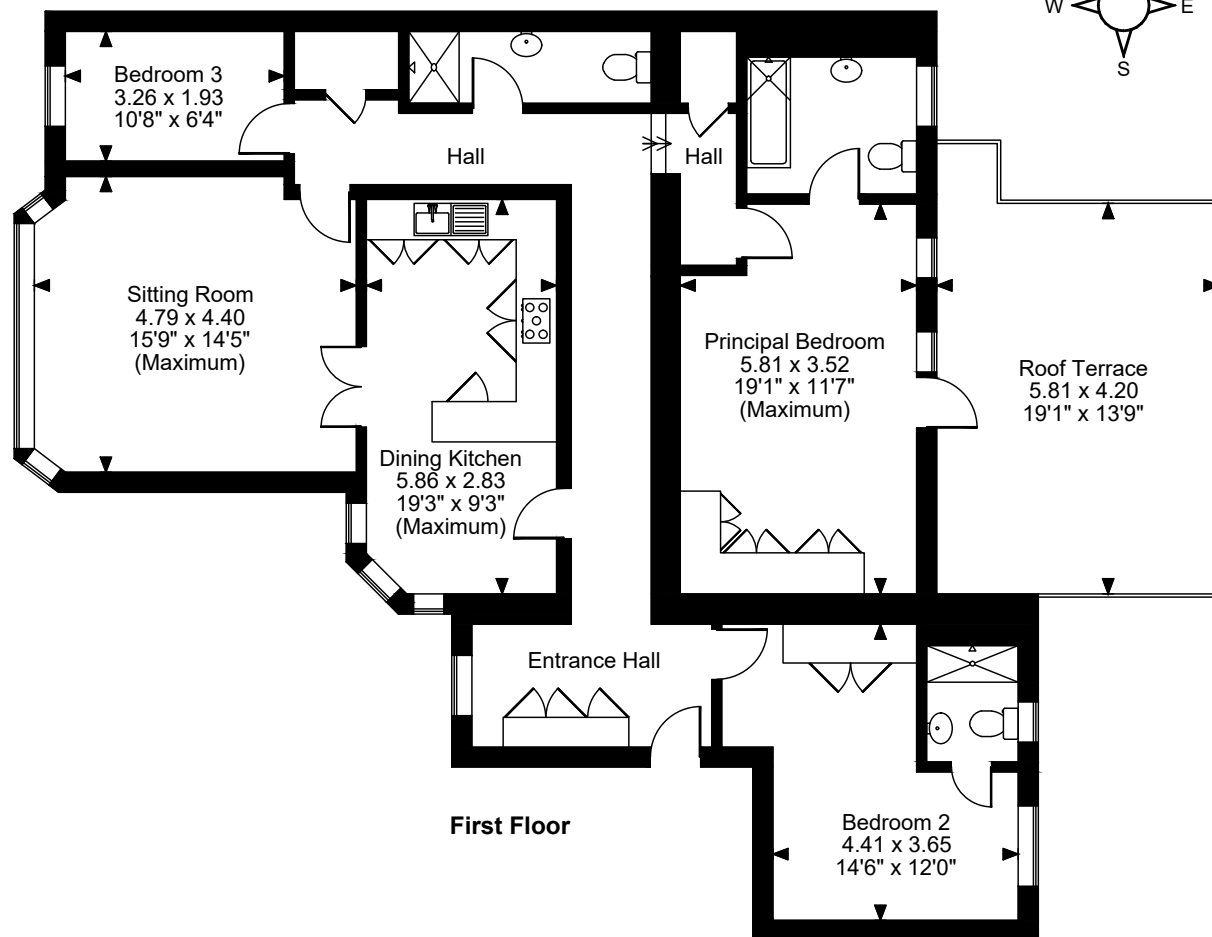 W
E
S
Bedroom 3
3.26 x 1.93
10'8" x 6'4"
Hall
Hall
Sitting Room
4.79 x 4.40
15'9" x 14'5"
(Maximum)
Principal Bedroom
5.81 x 3.52
19'1" x 11'7"
(Maximum)
Roof Terrace
5.81 x 4.20
19'1" x 13'9"
Dining Kitchen
5.86 x 2.83
19'3" x 9'3"
(Maximum)
Entrance Hall
First Floor
Bedroom 2
4.41 x 3.65
14'6" x 12'0"